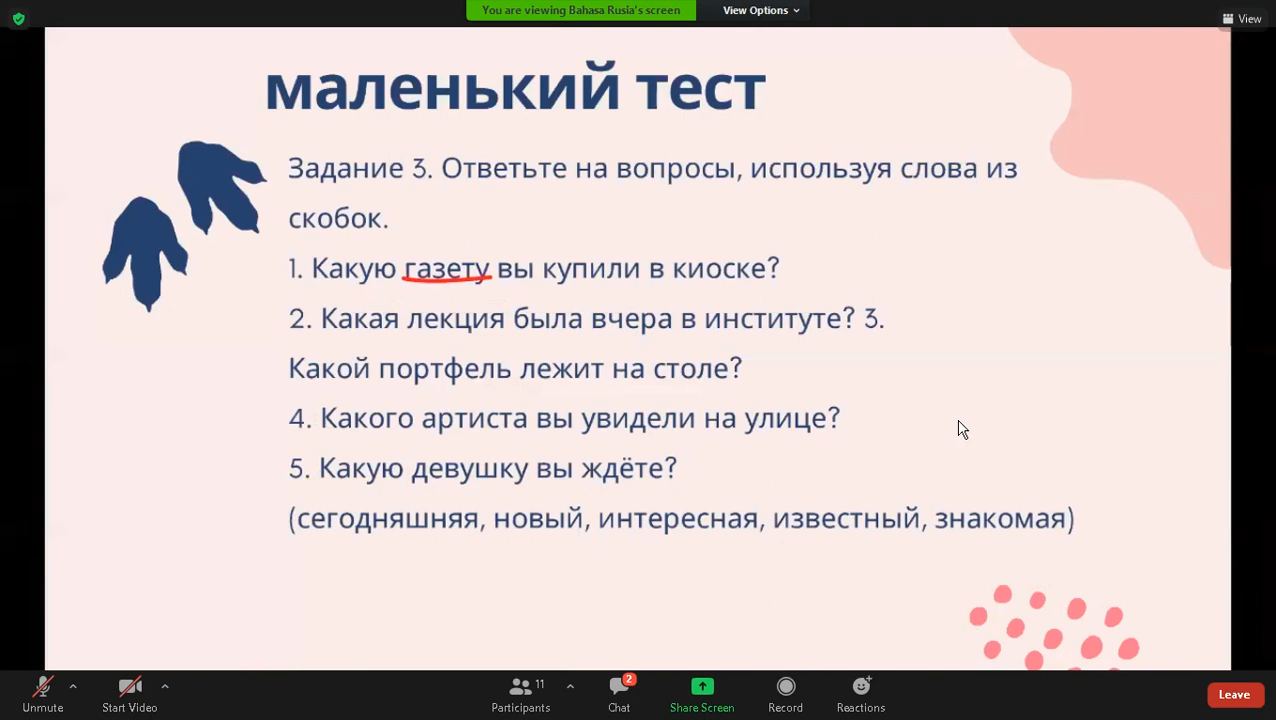 You are viewing Bahasa Rusia's screen
View Options
View
маленький тест
Задание 3. Ответьте на вопросы, используя слова из
скобок.
1. Какую газету вы купили в киоске?
2. Какая лекция была вчера в институте? 3.
Какой портфель лежит на столе?
4. Какого артиста вы увидели на улице?
5. Какую девушку вы ждёте?
(сегодняшняя, новый, интересная, известный, знакомая)
11
2
Unmute
Start Video
Participants
Chat
Share Screen
Record
Reactions
Leave